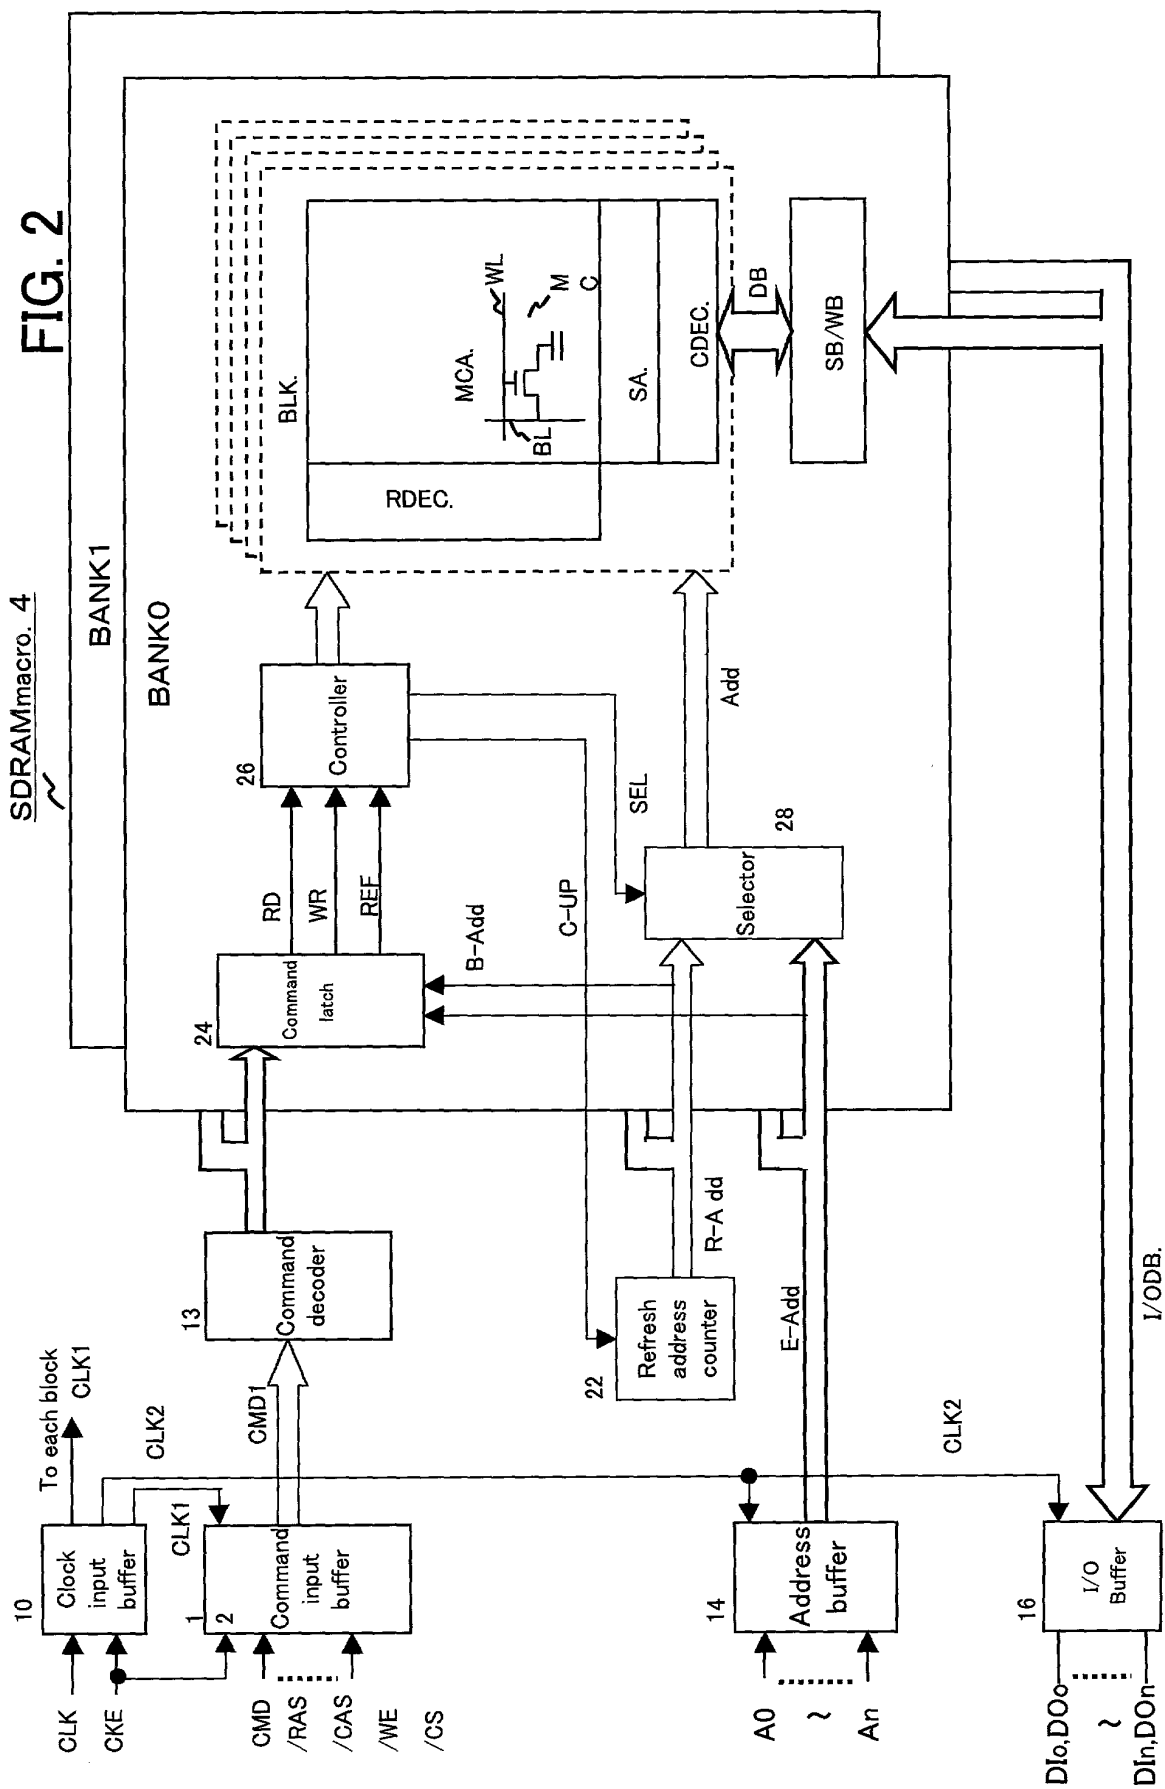 FIG. 2
SDRAMmacro. 4
BANK1
BANK0
BLK.
MCA.
WL
M
C
BL
RDEC.
SA.
CDEC.
DB
SB/WB
26
Controller
RD
WR
REF
24
Command
latch
B-Add
C-UP
SEL
Add
Selector
28
13
Command
decoder
22
Refresh
address
counter
R-A dd
E-Add
To each block
CLK1
CLK2
CLK1
CMD1
CLK2
10
Clock
input
buffer
1
2
Command
input
buffer
14
Address
buffer
16
I/O
Buffer
I/ODB.
CLK
CKE
CMD
/RAS
/CAS
/WE
/CS
A0
~
An
DIo,DOo
~
DIn,DOn